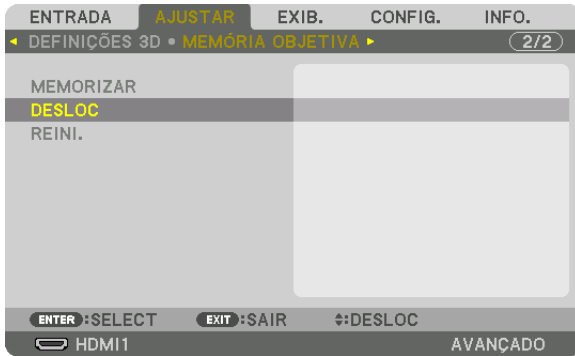 ENTRADA AJUSTAR EXIB. CONFIG. INFO.
DEFINIÇÕES 3D • MEMÓRIA OBJETIVA 2/2
MEMORIZAR
DESLOC
REINI.
ENTER :SELECT EXIT :SAIR :DESLOC
HDMI1 AVANÇADO